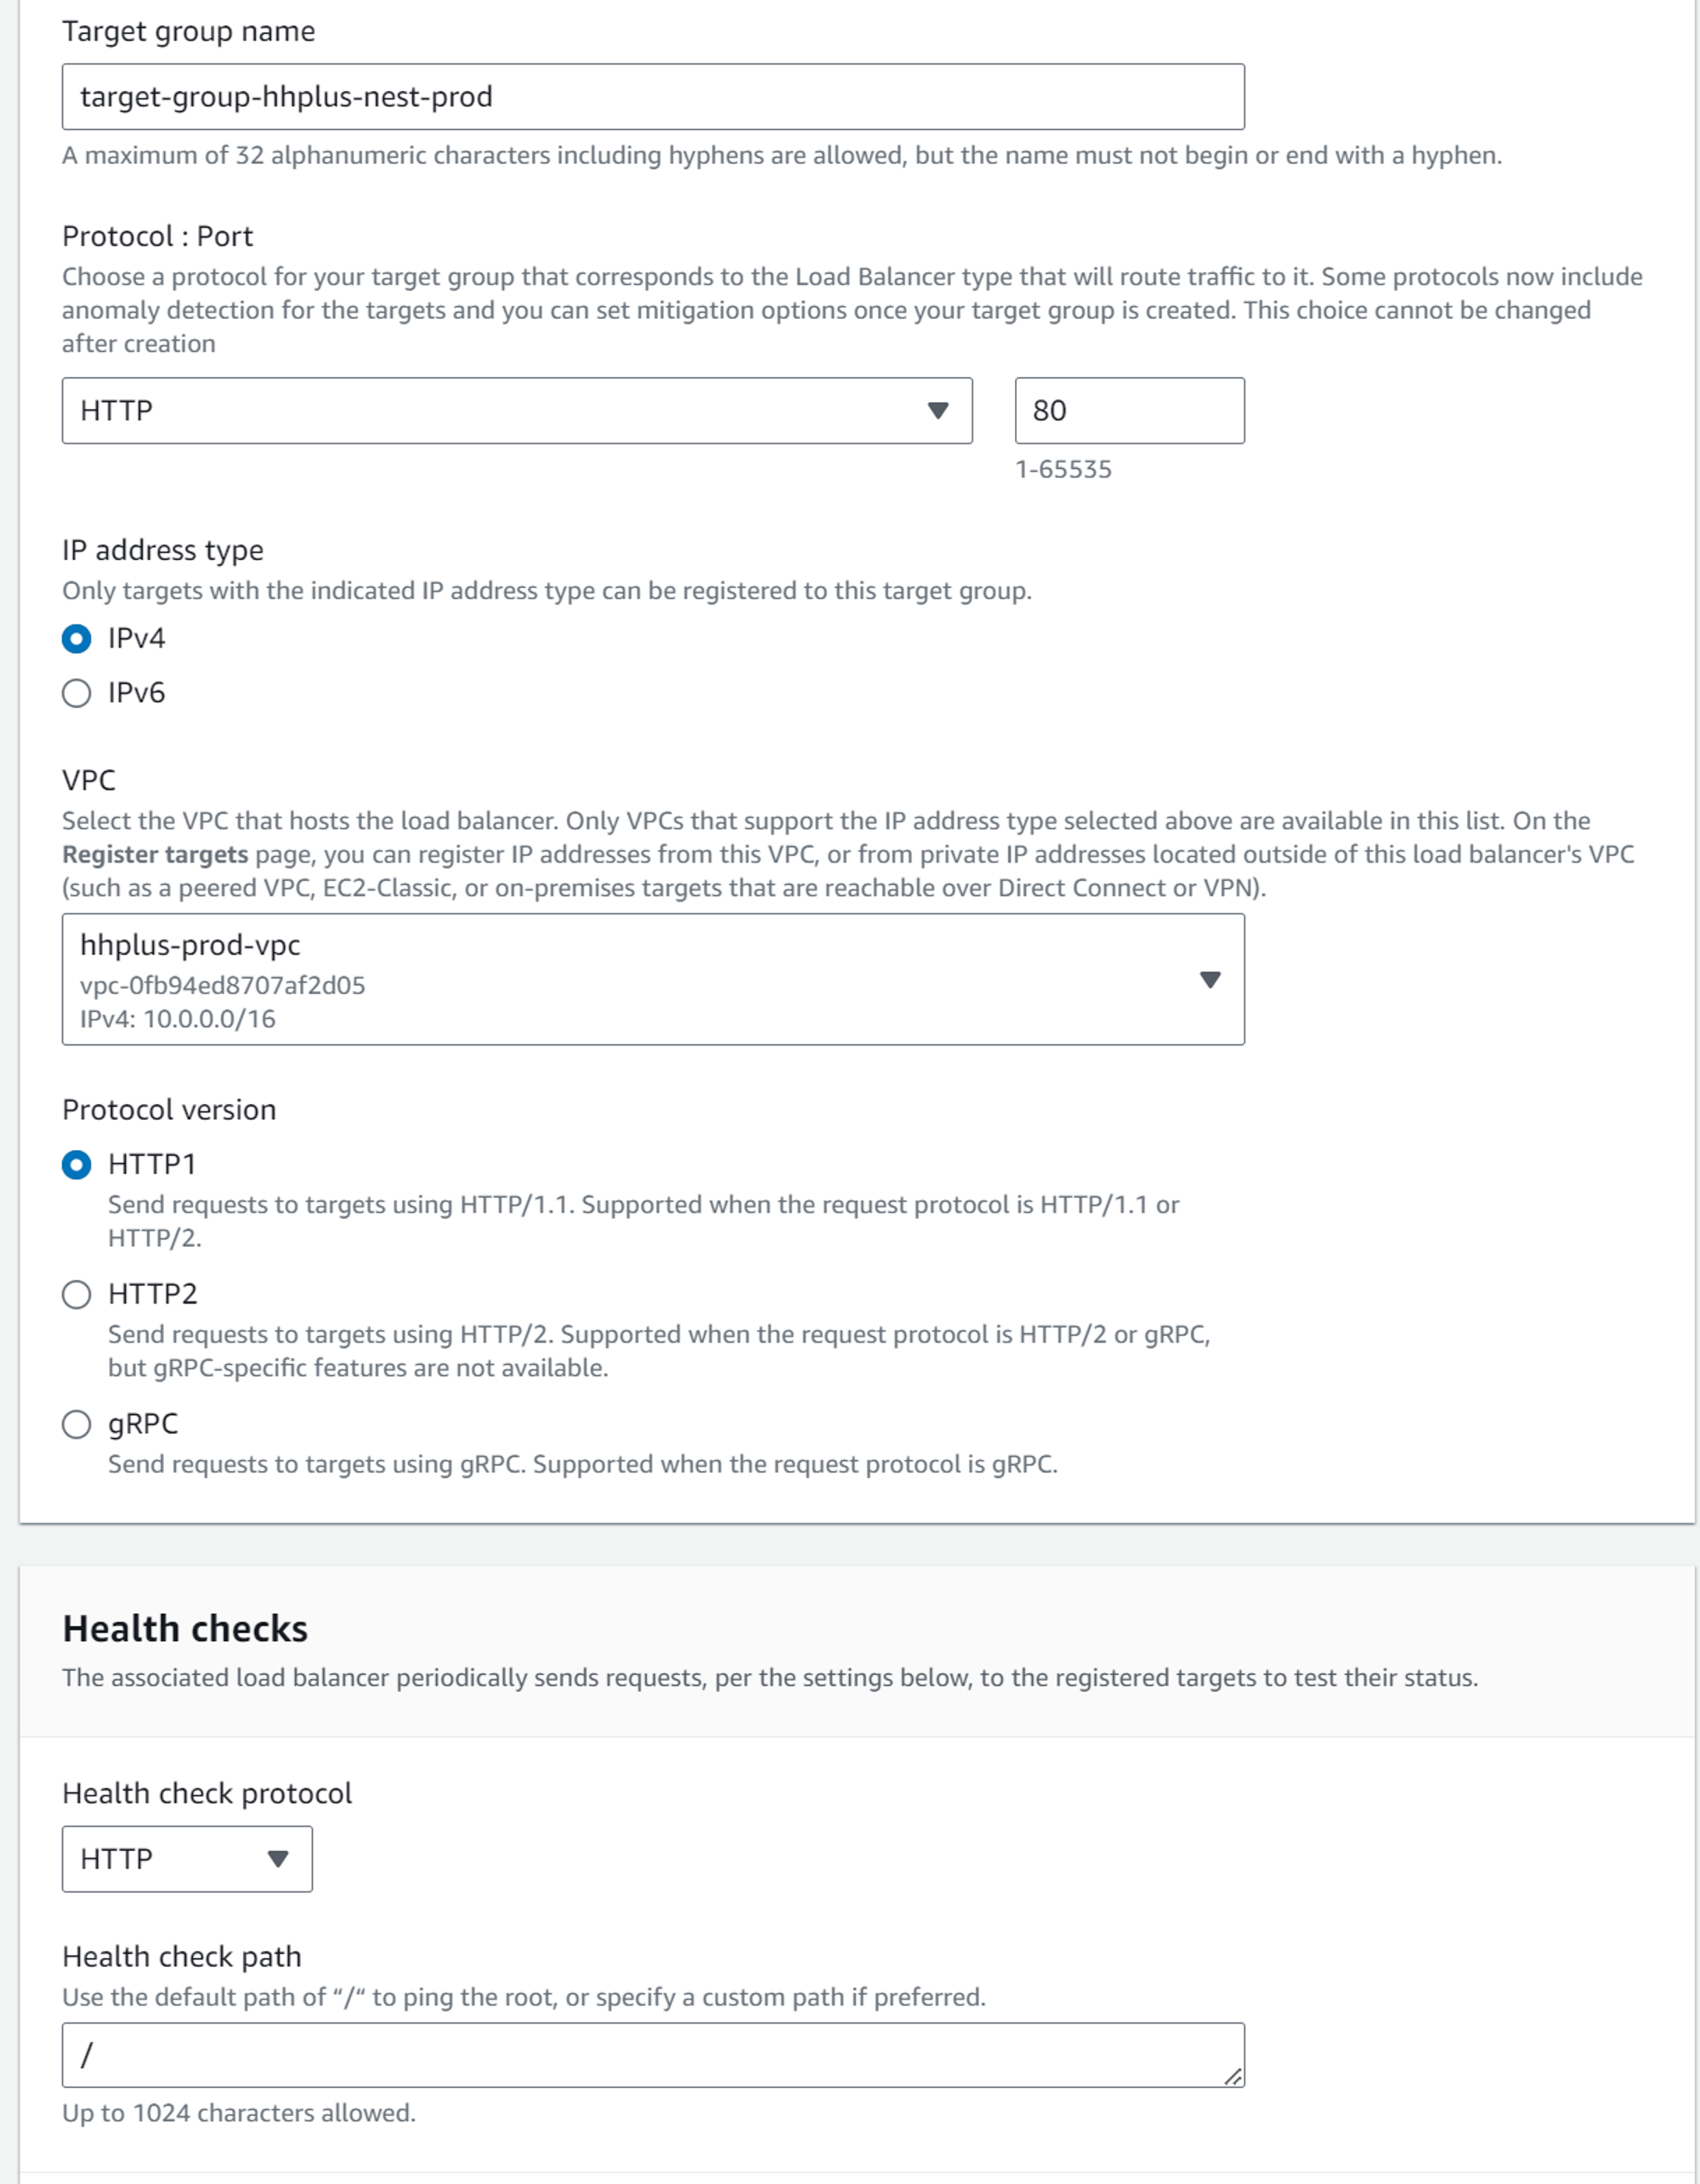 Target group name
target-group-hhplus-nest-prod
A maximum of 32 alphanumeric characters including hyphens are allowed, but the name must not begin or end with a hyphen.
Protocol : Port
Choose a protocol for your target group that corresponds to the Load Balancer type that will route traffic to it. Some protocols now include
anomaly detection for the targets and you can set mitigation options once your target group is created. This choice cannot be changed
after creation
HTTP
80
1-65535
IP address type
Only targets with the indicated IP address type can be registered to this target group.
IPv4
IPv6
VPC
Select the VPC that hosts the load balancer. Only VPCs that support the IP address type selected above are available in this list. On the
Register targets page, you can register IP addresses from this VPC, or from private IP addresses located outside of this load balancer's VPC
(such as a peered VPC, EC2-Classic, or on-premises targets that are reachable over Direct Connect or VPN).
hhplus-prod-vpc
vpc-0fb94ed8707af2d05
IPv4: 10.0.0.0/16
Protocol version
HTTP1
Send requests to targets using HTTP/1.1. Supported when the request protocol is HTTP/1.1 or
HTTP/2.
HTTP2
Send requests to targets using HTTP/2. Supported when the request protocol is HTTP/2 or gRPC,
but gRPC-specific features are not available.
gRPC
Send requests to targets using gRPC. Supported when the request protocol is gRPC.
Health checks
The associated load balancer periodically sends requests, per the settings below, to the registered targets to test their status.
Health check protocol
HTTP
Health check path
Use the default path of “/“ to ping the root, or specify a custom path if preferred.
/
Up to 1024 characters allowed.